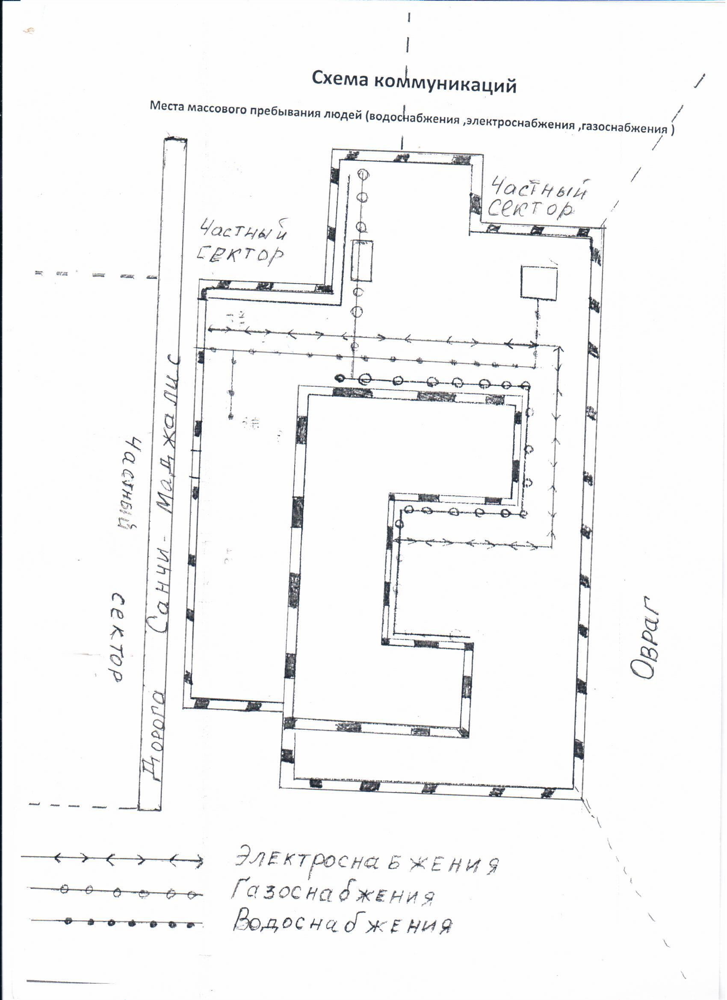 Схема коммуникаций
Места массового пребывания людей (водоснабжения ,электроснабжения ,газоснабжения )
Частный
сектор
Частный
сектор
Дорога Санчи - Маджалис
Частный сектор
Овраг
Электроснабжения
Газоснабжения
Водоснабжения